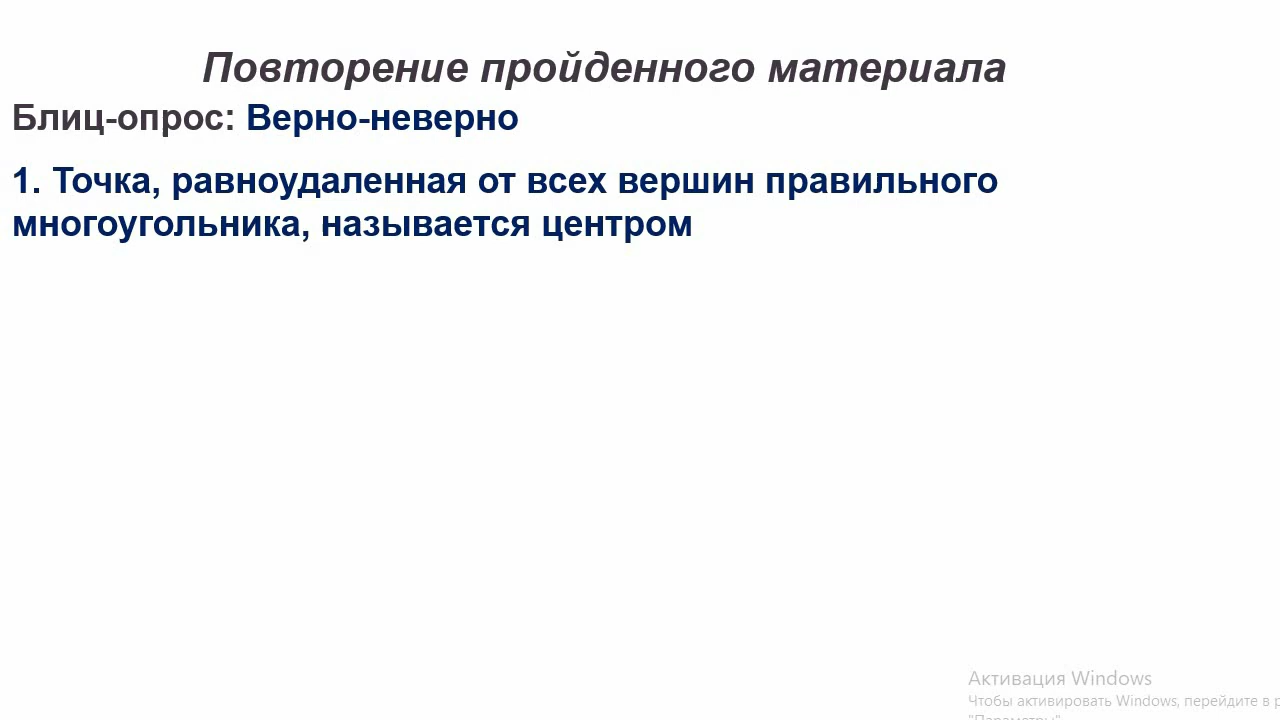 Повторение пройденного материала
Блиц-опрос: Верно-неверно
1. Точка, равноудаленная от всех вершин правильного
многоугольника, называется центром
Активация Windows
Чтобы активировать Windows, перейдите в